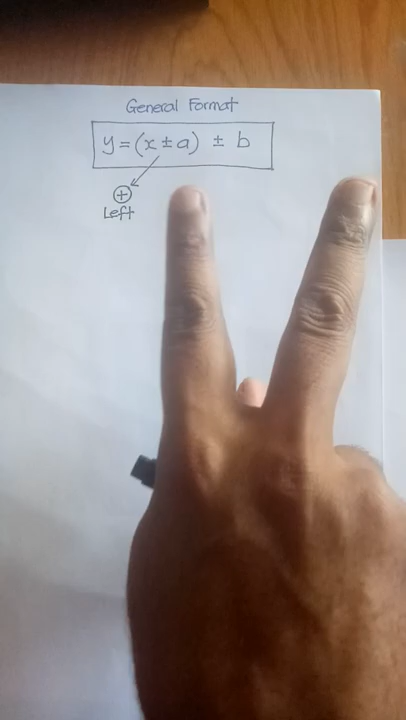 General Format
y = (x ± a) ± b
+
Left